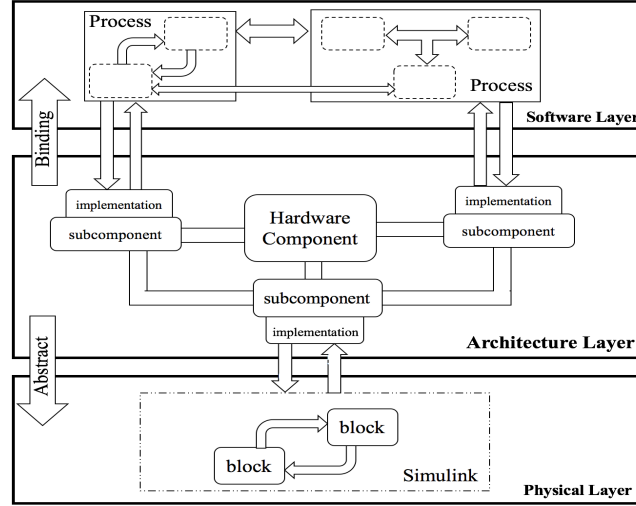 Process
Process
Software Layer
Binding
implementation
subcomponent
Hardware
Component
implementation
subcomponent
subcomponent
implementation
Architecture Layer
Abstract
block
block
Simulink
Physical Layer